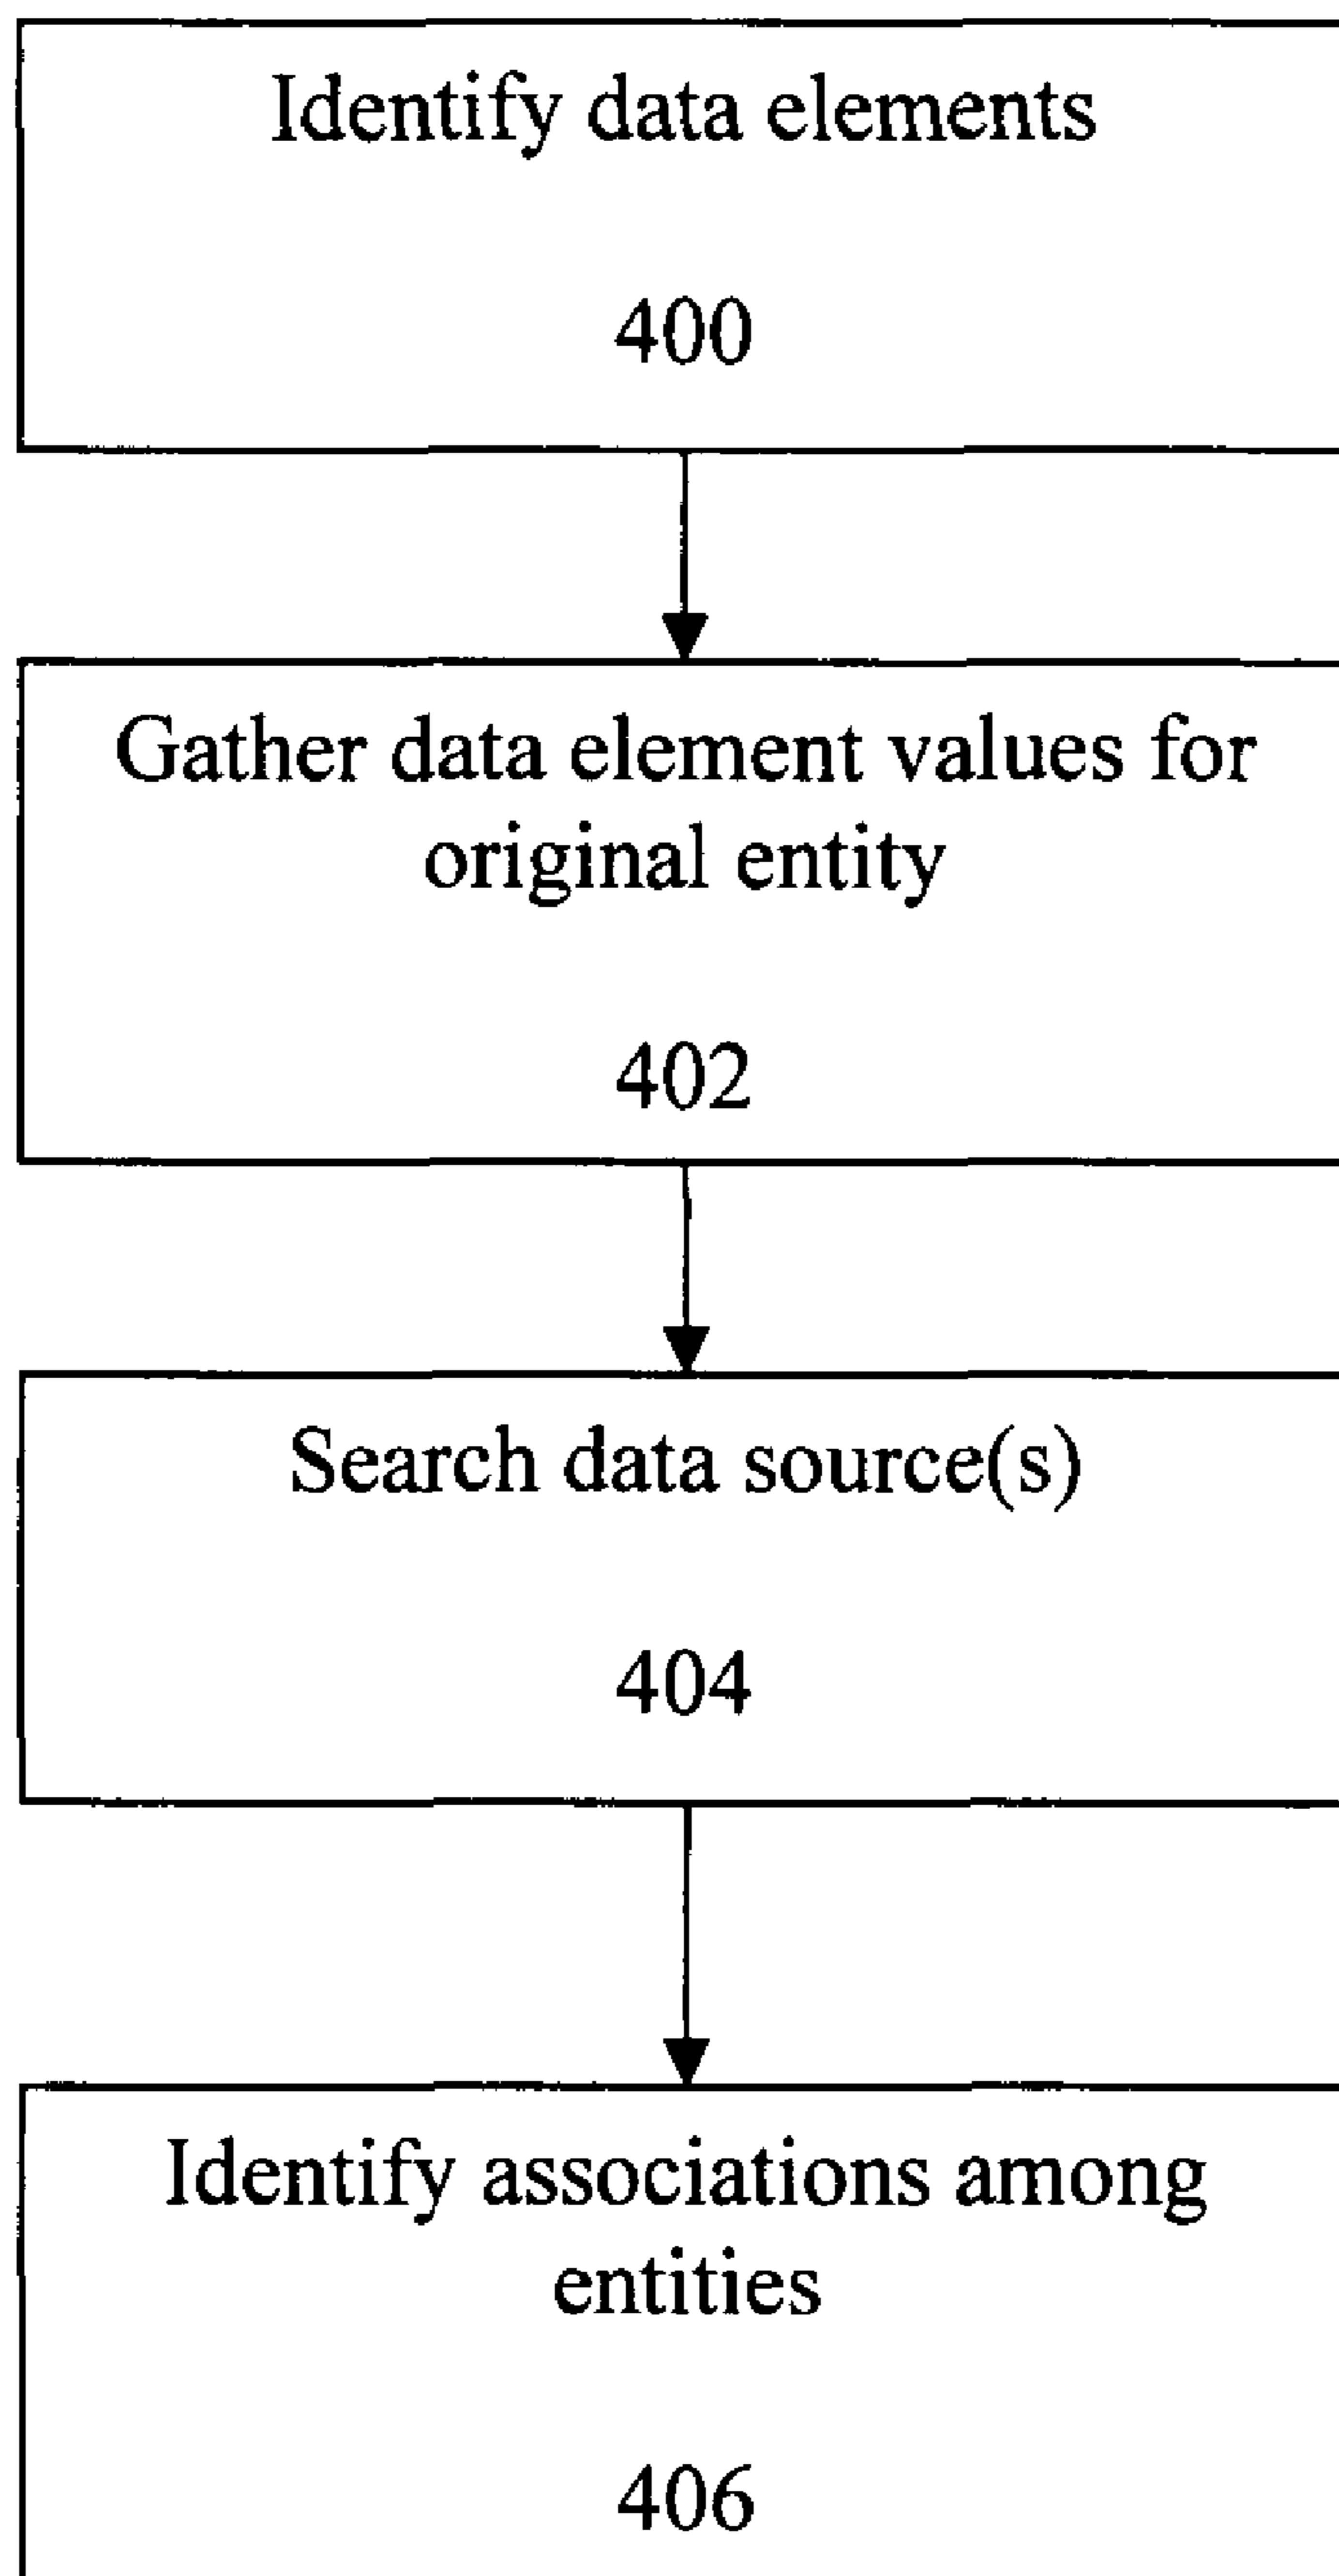 Identify data elements
400
Gather data element values for
original entity
402
Search data source(s)
404
Identify associations among
entities
406